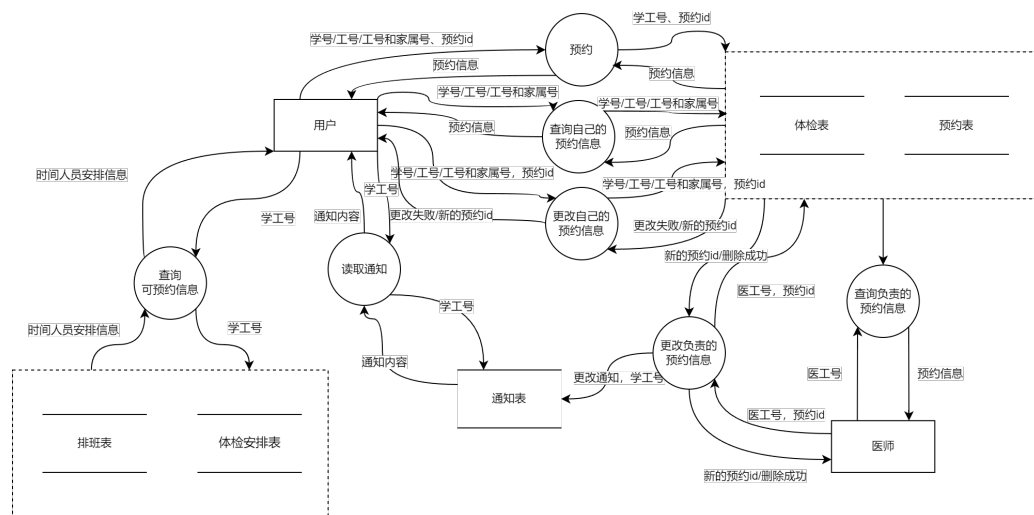 学工号、预约id
学号/工号/工号和家属号、预约id
预约
预约信息
预约信息
学号/工号/工号和家属号
学号/工号/工号和家属号
用户
预约信息
查询自己的
预约信息
预约信息
体检表
预约表
时间人员安排信息
学号/工号/工号和家属号，预约id
学号/工号/工号和家属号，预约id
学工号
学工号
通知内容
更改失败/新的预约id
更改自己的
预约信息
更改失败/新的预约id
新的预约id/删除成功
查询
可预约信息
读取通知
医工号，预约id
查询负责的
预约信息
学工号
时间人员安排信息
学工号
更改负责的
预约信息
通知内容
更改通知，学工号
医工号
预约信息
通知表
医工号，预约id
排班表
体检安排表
医师
新的预约id/删除成功